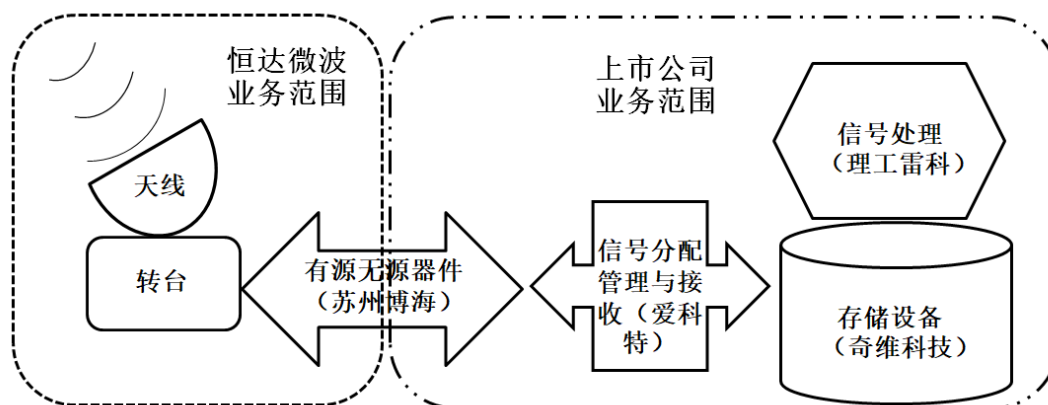 恒达微波
业务范围
上市公司
业务范围
天线
转台
有源无源器件
（苏州博海）
信号分配
管理与接
收（爱科
特）
信号处理
（理工雷科）
存储设备
（奇维科技）